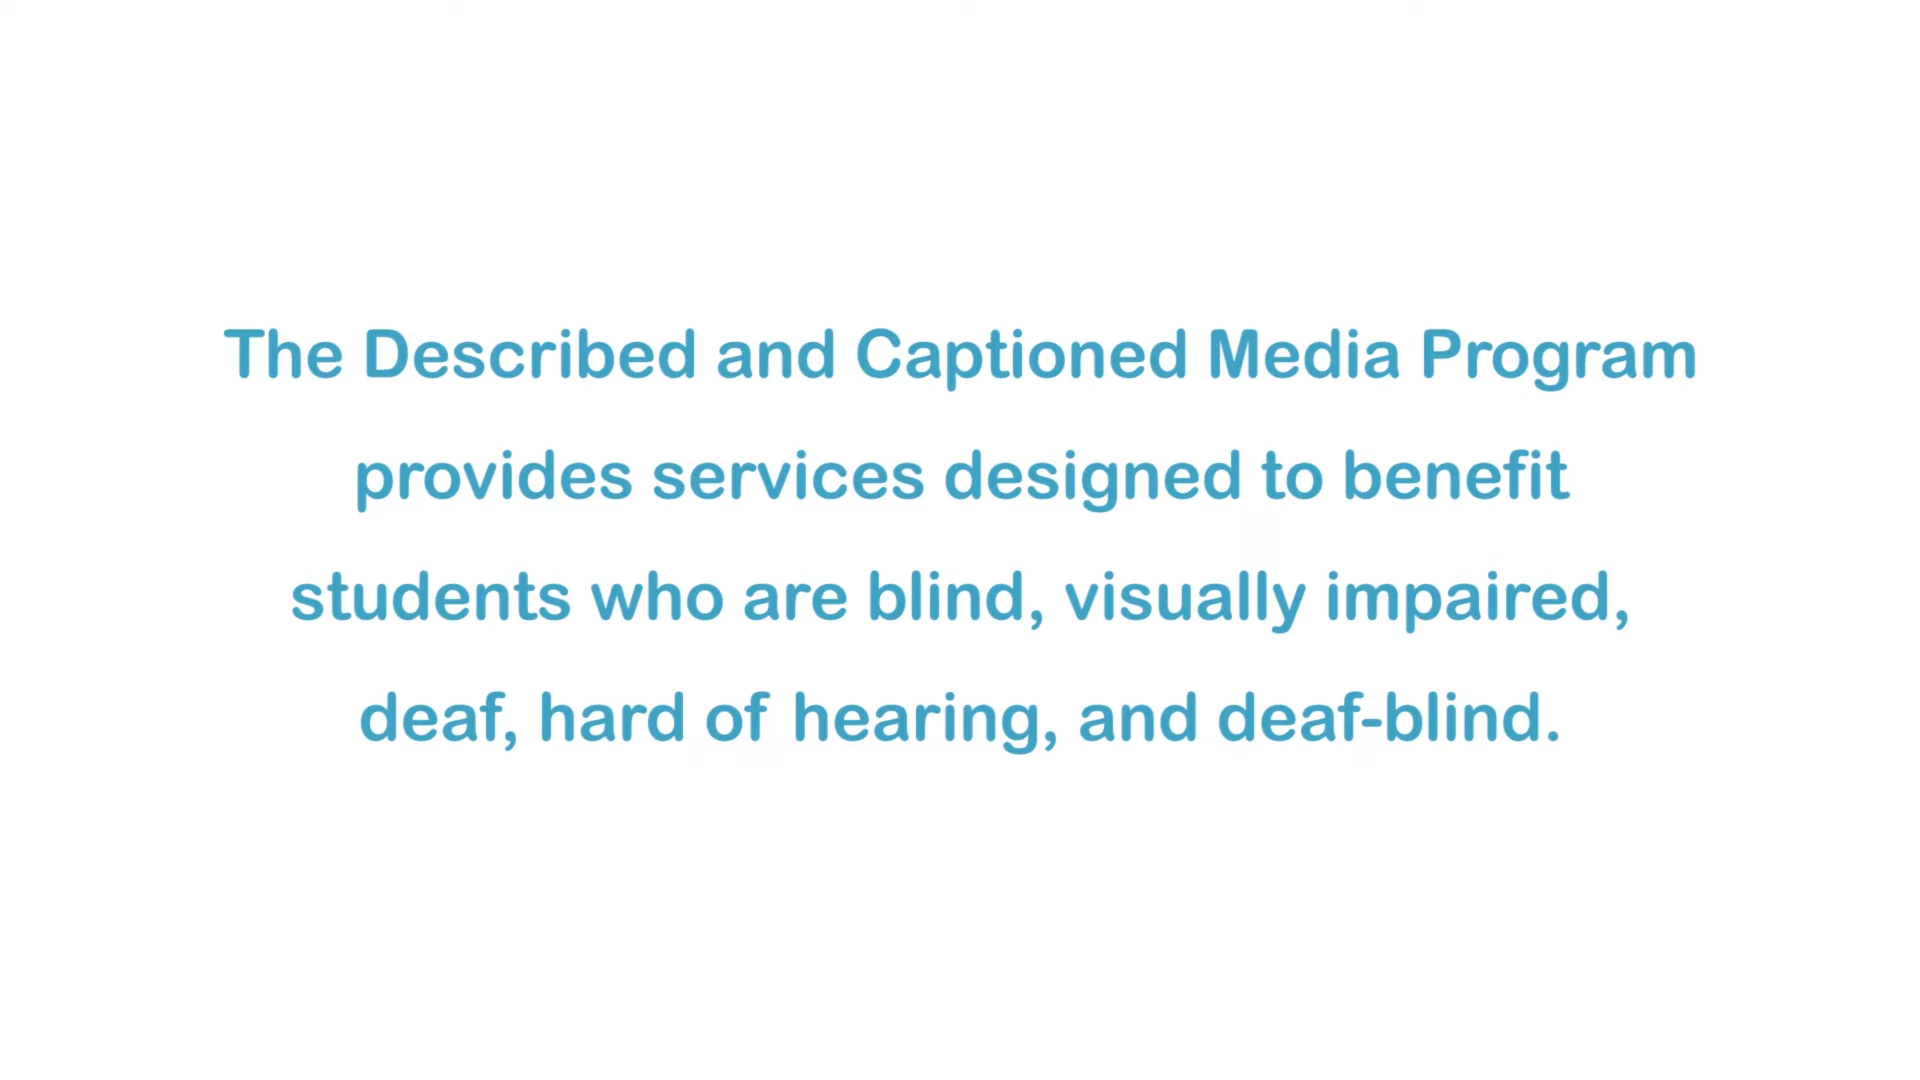 The Described and Captioned Media Program
provides services designed to benefit
students who are blind, visually impaired,
deaf, hard of hearing, and deaf-blind.